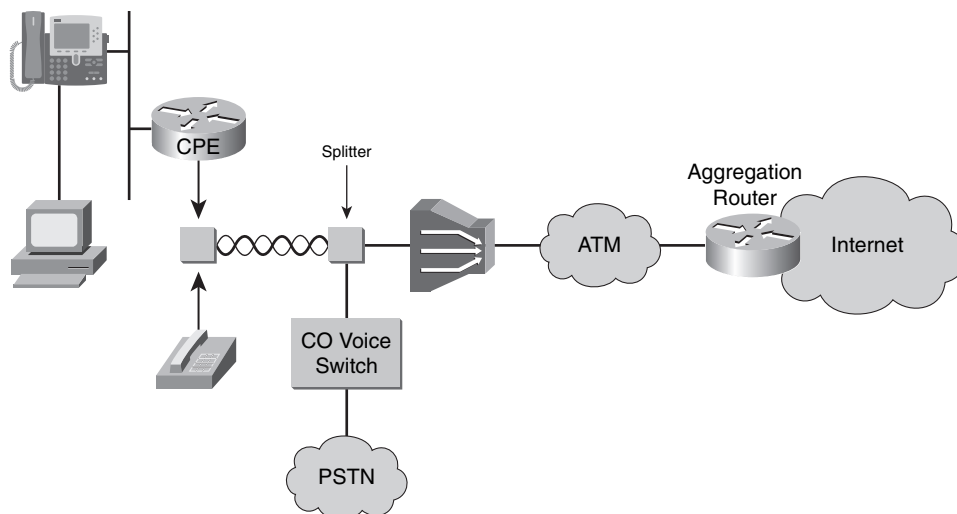 CPE
Splitter
Aggregation
Router
ATM
Internet
CO Voice
Switch
PSTN